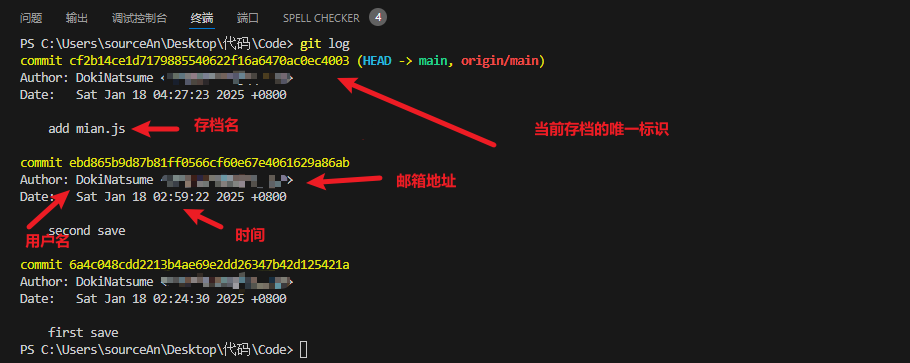 问题 输出 调试控制台 终端 端口 SPELL CHECKER 4
PS C:\Users\sourceAn\Desktop\代码\Code> git log
commit cf2b14ce1d7179885540622f16a6470ac0ec4003 (HEAD -> main, origin/main)
Author: DokiNatsume < >
Date: Sat Jan 18 04:27:23 2025 +0800
当前存档的唯一标识
add mian.js 存档名
commit ebd865b9d87b81ff0566cf60e67e4061629a86ab
Author: DokiNatsume < > 邮箱地址
Date: Sat Jan 18 02:59:22 2025 +0800
second save
用户名 时间
commit 6a4c048cdd2213b4ae69e2dd26347b42d125421a
Author: DokiNatsume < >
Date: Sat Jan 18 02:24:30 2025 +0800
first save
PS C:\Users\sourceAn\Desktop\代码\Code>